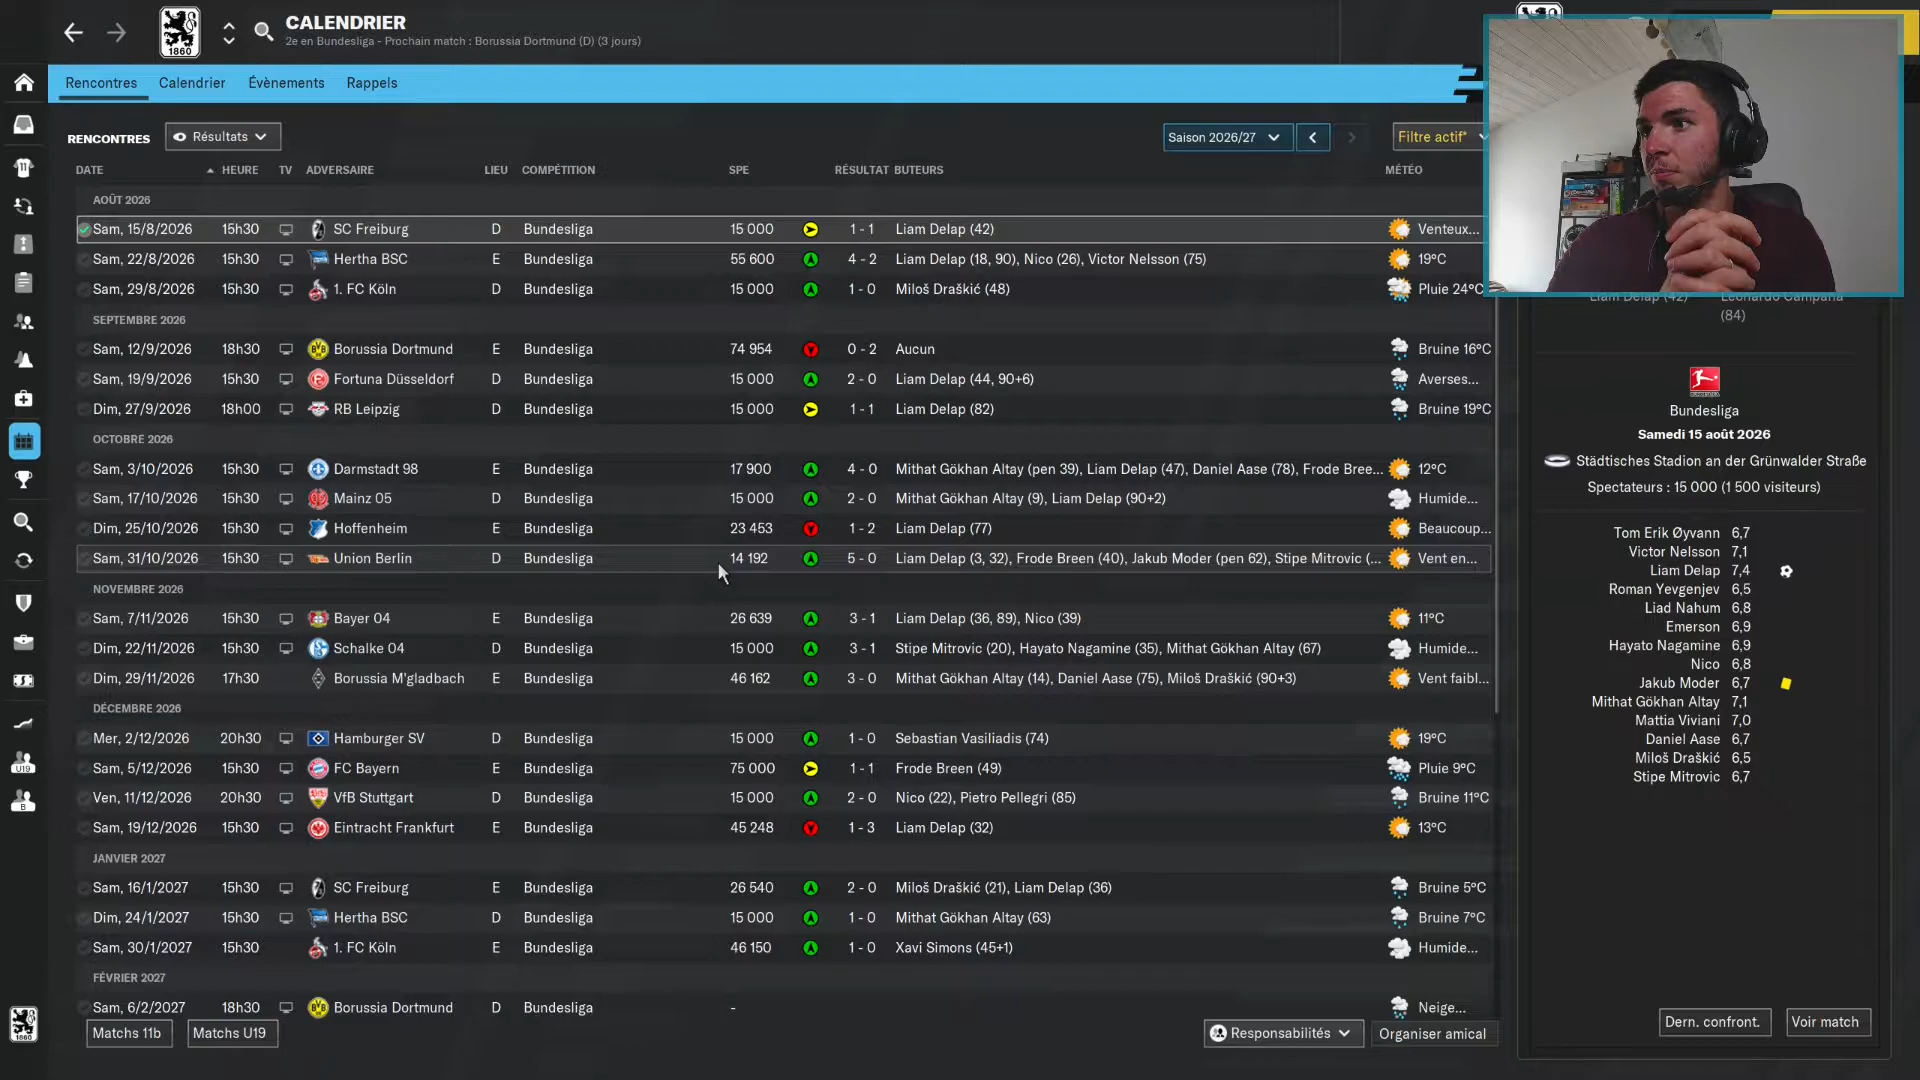 CALENDRIER
2e en Bundesliga - Prochain match : Borussia Dortmund (D) (3 jours)
1860
Rencontres Calendrier Évènements Rappels
RENCONTRES Résultats Saison 2026/27 Filtre actif*
DATE HEURE TV ADVERSAIRE LIEU COMPÉTITION SPE RÉSULTAT BUTEURS MÉTÉO
AOÛT 2026
Sam, 15/8/2026 15h30 SC Freiburg D Bundesliga 15 000 1 - 1 Liam Delap (42) Venteux...
Sam, 22/8/2026 15h30 Hertha BSC E Bundesliga 55 600 4 - 2 Liam Delap (18, 90), Nico (26), Victor Nelsson (75) 19°C
Sam, 29/8/2026 15h30 1. FC Köln D Bundesliga 15 000 1 - 0 Miloš Draškić (48) Pluie 24°C
SEPTEMBRE 2026
Sam, 12/9/2026 18h30 Borussia Dortmund E Bundesliga 74 954 0 - 2 Aucun Bruine 16°C
Sam, 19/9/2026 15h30 Fortuna Düsseldorf D Bundesliga 15 000 2 - 0 Liam Delap (44, 90+6) Averses...
Dim, 27/9/2026 18h00 RB Leipzig D Bundesliga 15 000 1 - 1 Liam Delap (82) Bruine 19°C
OCTOBRE 2026
Sam, 3/10/2026 15h30 Darmstadt 98 E Bundesliga 17 900 4 - 0 Mithat Gökhan Altay (pen 39), Liam Delap (47), Daniel Aase (78), Frode Bree... 12°C
Sam, 17/10/2026 15h30 Mainz 05 D Bundesliga 15 000 2 - 0 Mithat Gökhan Altay (9), Liam Delap (90+2) Humide...
Dim, 25/10/2026 15h30 Hoffenheim E Bundesliga 23 453 1 - 2 Liam Delap (77) Beaucoup...
Sam, 31/10/2026 15h30 Union Berlin D Bundesliga 14 192 5 - 0 Liam Delap (3, 32), Frode Breen (40), Jakub Moder (pen 62), Stipe Mitrovic (... Vent en...
NOVEMBRE 2026
Sam, 7/11/2026 15h30 Bayer 04 E Bundesliga 26 639 3 - 1 Liam Delap (36, 89), Nico (39) 11°C
Dim, 22/11/2026 15h30 Schalke 04 D Bundesliga 15 000 3 - 1 Stipe Mitrovic (20), Hayato Nagamine (35), Mithat Gökhan Altay (67) Humide...
Dim, 29/11/2026 17h30 Borussia M'gladbach E Bundesliga 46 162 3 - 0 Mithat Gökhan Altay (14), Daniel Aase (75), Miloš Draškić (90+3) Vent faibl...
DÉCEMBRE 2026
Mer, 2/12/2026 20h30 Hamburger SV D Bundesliga 15 000 1 - 0 Sebastian Vasiliadis (74) 19°C
Sam, 5/12/2026 15h30 FC Bayern E Bundesliga 75 000 1 - 1 Frode Breen (49) Pluie 9°C
Ven, 11/12/2026 20h30 VfB Stuttgart D Bundesliga 15 000 2 - 0 Nico (22), Pietro Pellegri (85) Bruine 11°C
Sam, 19/12/2026 15h30 Eintracht Frankfurt E Bundesliga 45 248 1 - 3 Liam Delap (32) 13°C
JANVIER 2027
Sam, 16/1/2027 15h30 SC Freiburg E Bundesliga 26 540 2 - 0 Miloš Draškić (21), Liam Delap (36) Bruine 5°C
Dim, 24/1/2027 15h30 Hertha BSC D Bundesliga 15 000 1 - 0 Mithat Gökhan Altay (63) Bruine 7°C
Sam, 30/1/2027 15h30 1. FC Köln E Bundesliga 46 150 1 - 0 Xavi Simons (45+1) Humide...
FÉVRIER 2027
Sam, 6/2/2027 18h30 Borussia Dortmund D Bundesliga - Neige...
Matchs 11b Matchs U19 Responsabilités Organiser amical
U19
B
Liam Delap (42) Leonardo Campana
(84)
Bundesliga
Samedi 15 août 2026
Städtisches Stadion an der Grünwalder Straße
Spectateurs : 15 000 (1 500 visiteurs)
Tom Erik Øyvann 6,7
Victor Nelsson 7,1
Liam Delap 7,4
Roman Yevgenjev 6,5
Liad Nahum 6,8
Emerson 6,9
Hayato Nagamine 6,9
Nico 6,8
Jakub Moder 6,7
Mithat Gökhan Altay 7,1
Mattia Viviani 7,0
Daniel Aase 6,7
Miloš Draškić 6,5
Stipe Mitrovic 6,7
Dern. confront. Voir match